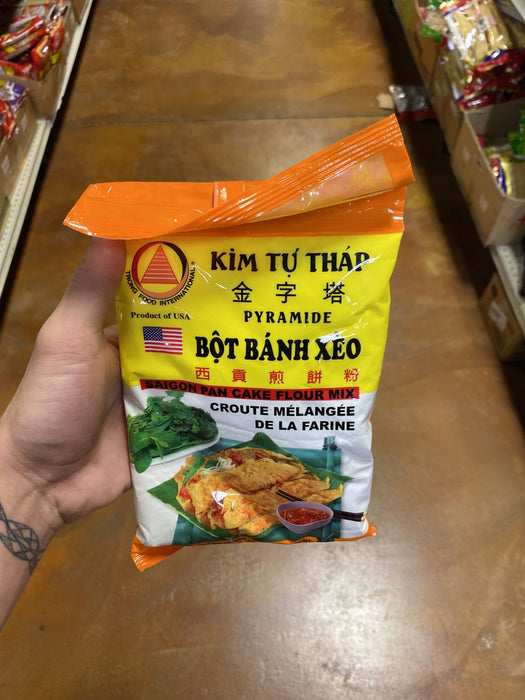 KIM TỰ THÁP
金字塔
PYRAMIDE
TRONG FOOD INTERNATIONAL®
Product of USA
BỘT BÁNH XÈO
西貢煎餅粉
SAIGON PAN CAKE FLOUR MIX
CROUTE MÉLANGÉE
DE LA FARINE